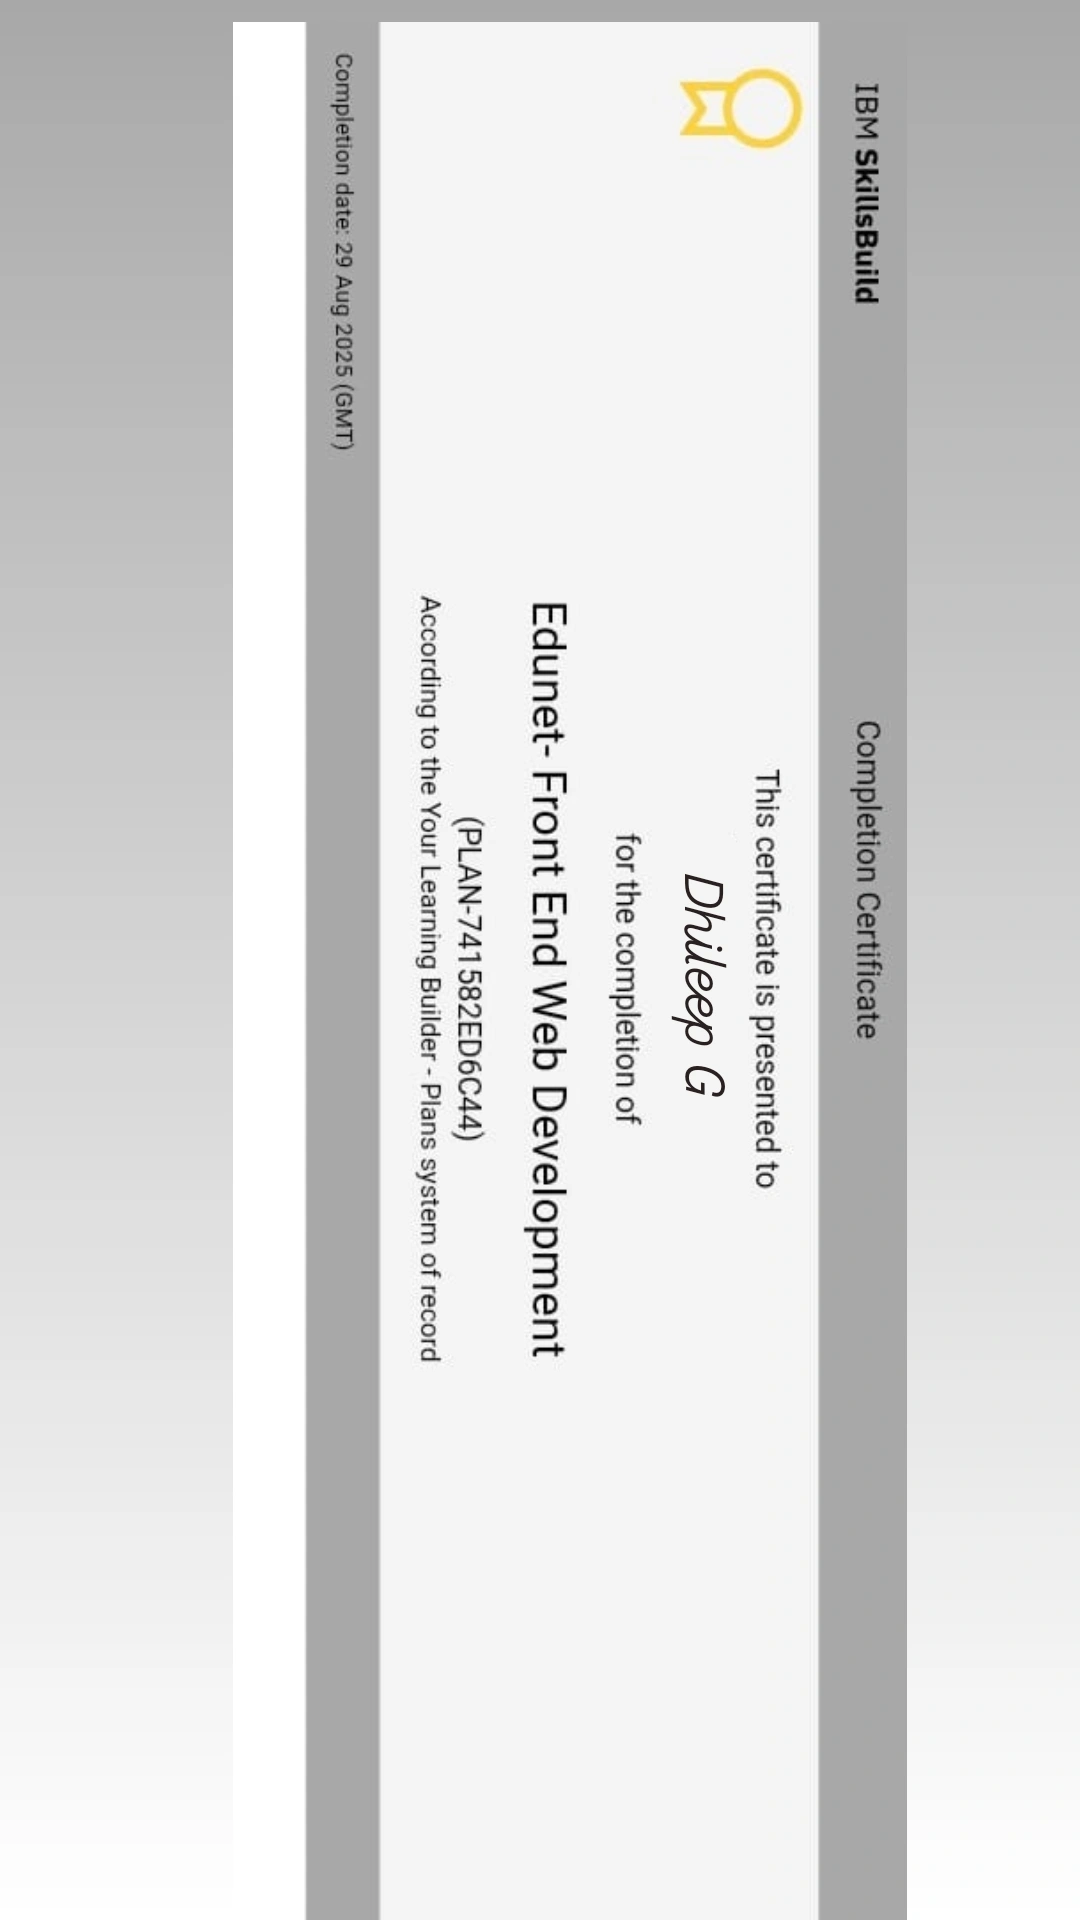 IBM SkillsBuild
Completion Certificate
This certificate is presented to
Dhileep G
for the completion of
Edunet- Front End Web Development
(PLAN-741582ED6C44)
According to the Your Learning Builder - Plans system of record
Completion date: 29 Aug 2025 (GMT)